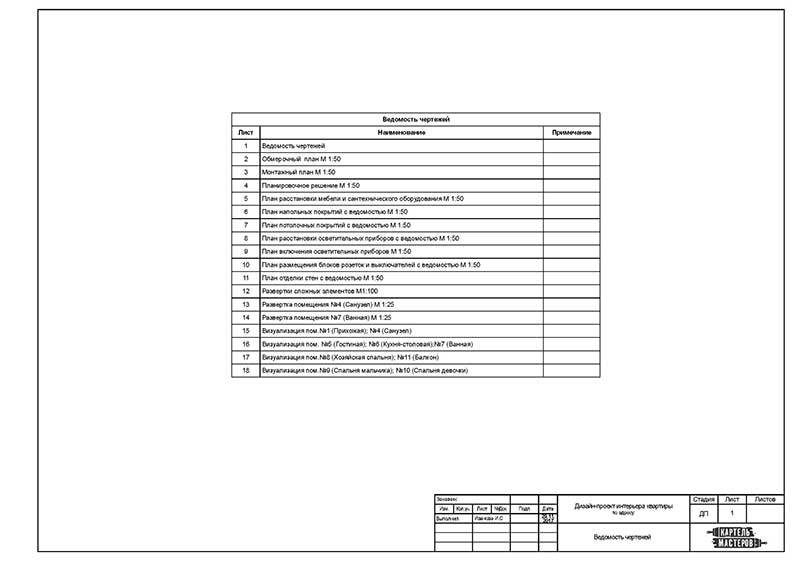 Ведомость чертежей
Лист Наименование Примечание
1 Ведомость чертежей
2 Обмерочный план М 1:50
3 Монтажный план М 1:50
4 Планировочное решение М 1:50
5 План расстановки мебели и сантехнического оборудования М 1:50
6 План напольных покрытий с ведомостью М 1:50
7 План потолочных покрытий с ведомостью М 1:50
8 План расстановки осветительных приборов с ведомостью М 1:50
9 План включения осветительных приборов М 1:50
10 План размещения блоков розеток и выключателей с ведомостью М 1:50
11 План отделки стен с ведомостью М 1:50
12 Развертки сложных элементов М1:100
13 Развертка помещения №4 (Санузел) М 1:25
14 Развертка помещения №7 (Ванная) М 1:25
15 Визуализация пом.№1 (Прихожая); №4 (Санузел)
16 Визуализация пом. №5 (Гостиная); №6 (Кухня-столовая);№7 (Ванная)
17 Визуализация пом.№8 (Хозяйская спальня); №11 (Балкон)
18 Визуализация пом.№9 (Спальня мальчика); №10 (Спальня девочки)
Изм. Кол.уч. Лист №Док. Подп. Дата
Выполнил И.С
Дизайн-проект интерьера квартиры
по адресу:
Стадия Лист Листов
ДП 1
Ведомость чертежей
КАРТЕЛЬ
МАСТЕРОВ